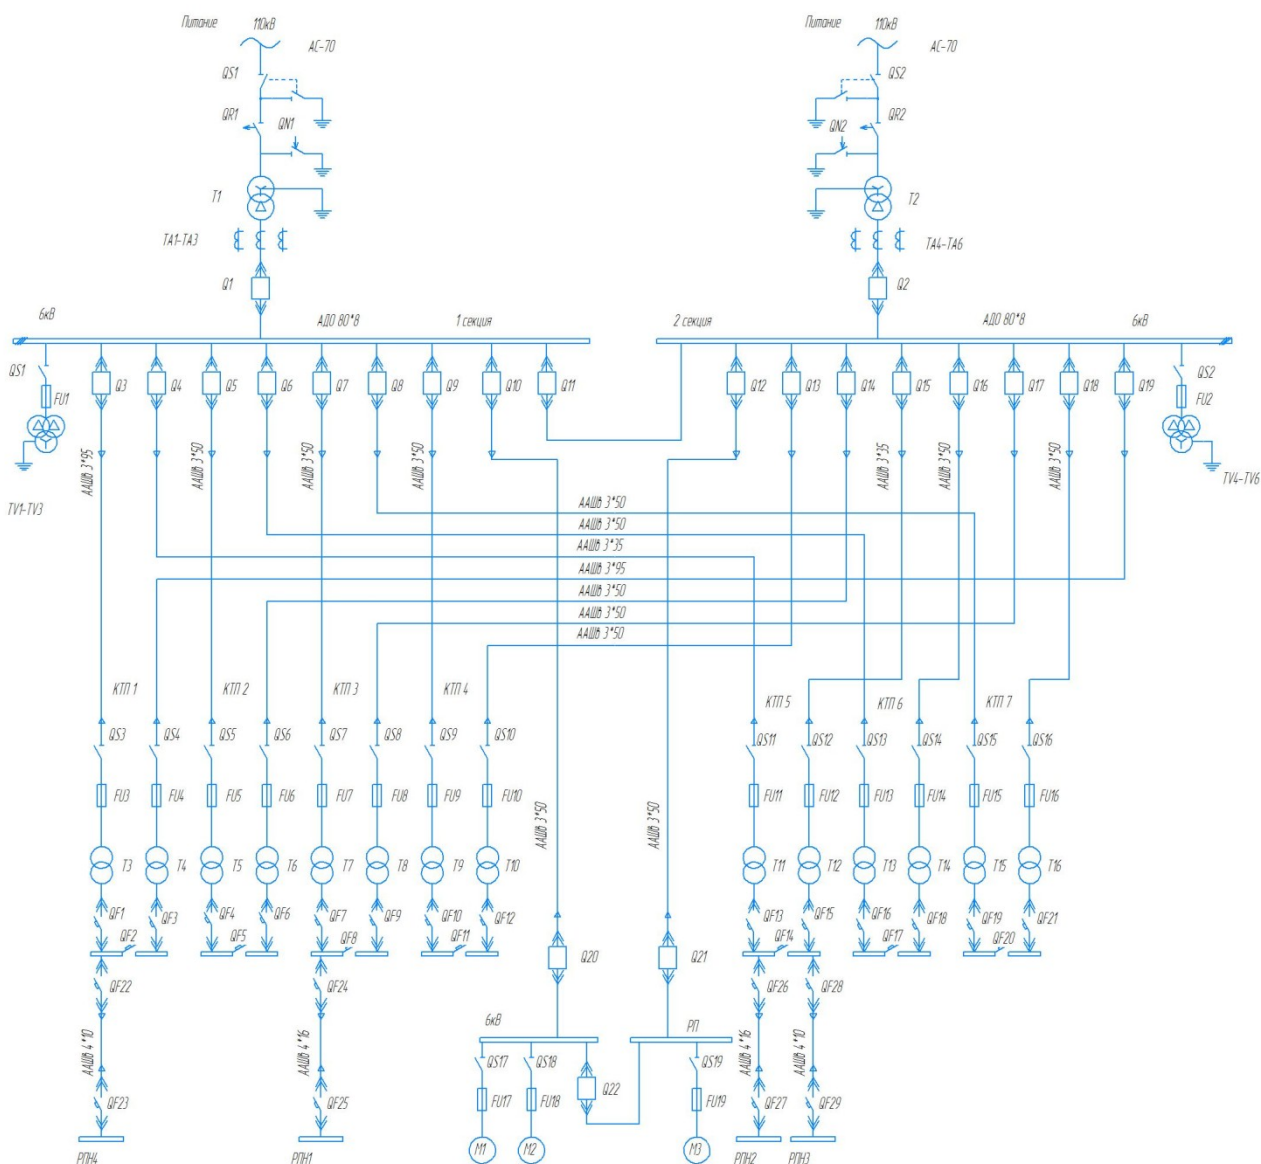 Питание 110кВ Питание 110кВ
АС-70 АС-70
QS1 QS2
QR1 QN1 QN2 QR2
T1 T2
TA1-TA3 TA4-TA6
Q1 Q2
6кВ АДО 80*8 1 секция 2 секция АДО 80*8 6кВ
QS1 Q3 Q4 Q5 Q6 Q7 Q8 Q9 Q10 Q11 Q12 Q13 Q14 Q15 Q16 Q17 Q18 Q19 QS2
FU1 FU2
ААШв 3*95 ААШв 3*50 ААШв 3*50 ААШв 3*50 ААШв 3*35 ААШв 3*50 ААШв 3*50
TV1-TV3 TV4-TV6
ААШв 3*50
ААШв 3*50
ААШв 3*35
ААШв 3*95
ААШв 3*50
ААШв 3*50
ААШв 3*50
КТП 1 КТП 2 КТП 3 КТП 4 КТП 5 КТП 6 КТП 7
QS3 QS4 QS5 QS6 QS7 QS8 QS9 QS10 QS11 QS12 QS13 QS14 QS15 QS16
FU3 FU4 FU5 FU6 FU7 FU8 FU9 FU10 FU11 FU12 FU13 FU14 FU15 FU16
ААШв 3*50 ААШв 3*50
T3 T4 T5 T6 T7 T8 T9 T10 T11 T12 T13 T14 T15 T16
QF1 QF3 QF4 QF6 QF7 QF9 QF10 QF12 QF13 QF15 QF16 QF18 QF19 QF21
QF2 QF5 QF8 QF11 QF14 QF17 QF20
Q20 Q21
QF22 QF24 QF26 QF28
6кВ РП
ААШв 4*10 ААШв 4*16 ААШв 4*16 ААШв 4*10
QS17 QS18 QS19
Q22
QF23 QF25 FU17 FU18 FU19 QF27 QF29
М1 М2 М3
РПН4 РПН1 РПН2 РПН3